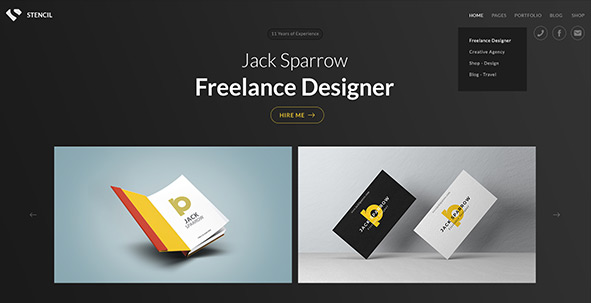 STENCIL
HOME PAGES PORTFOLIO BLOG SHOP
Freelance Designer
Creative Agency
Shop - Design
Blog - Travel
11 Years of Experience
Jack Sparrow
Freelance Designer
HIRE ME →
JACK
SPARROW
JACK SPARROW
JACK SPARROW